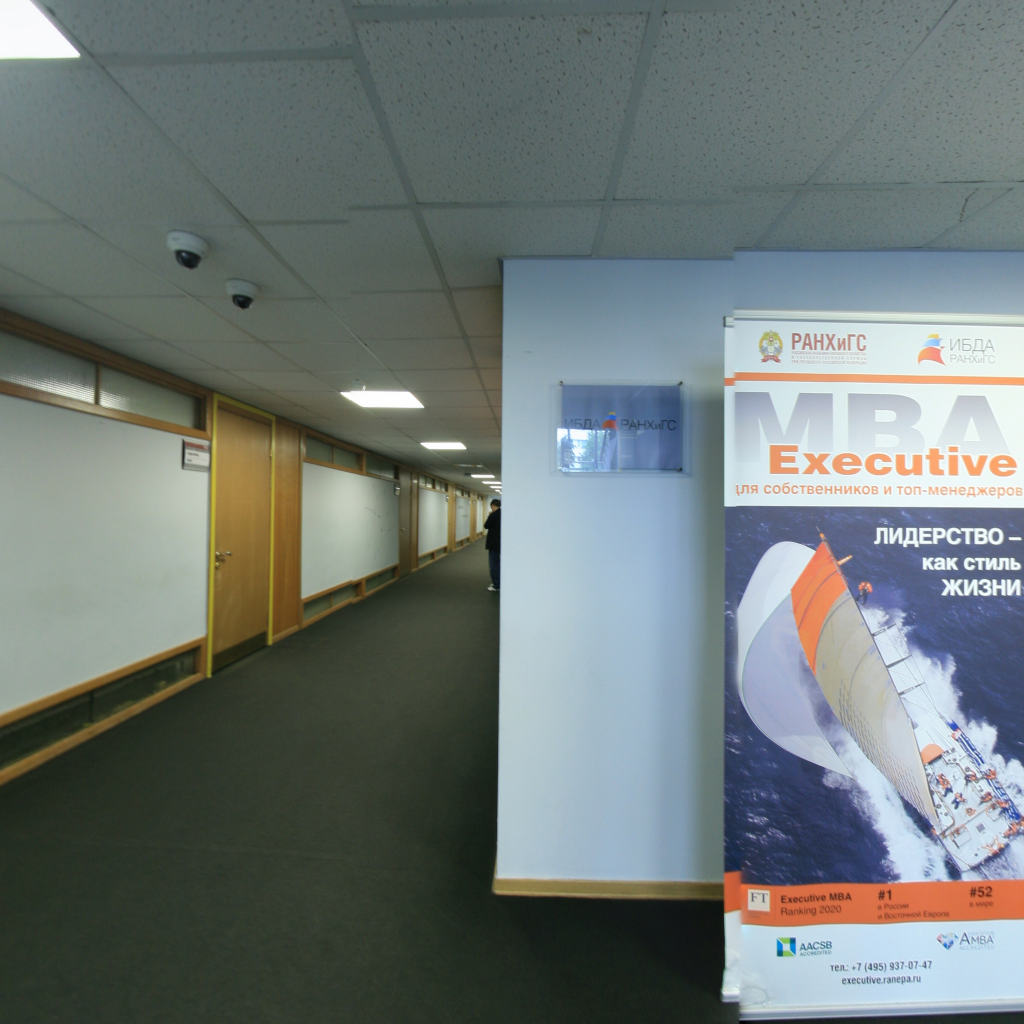 ИБДА РАНХиГС
РАНХиГС
ИБДА
РАНХиГС
MBA
Executive
для собственников и топ-менеджеров
ЛИДЕРСТВО –
как стиль
ЖИЗНИ
FT
Executive MBA
Ranking 2020
#1
в России
и Восточной Европе
#52
в мире
AACSB
ACCREDITED
AMBA
ACCREDITED
тел.: +7 (495) 937-07-47
executive.ranepa.ru